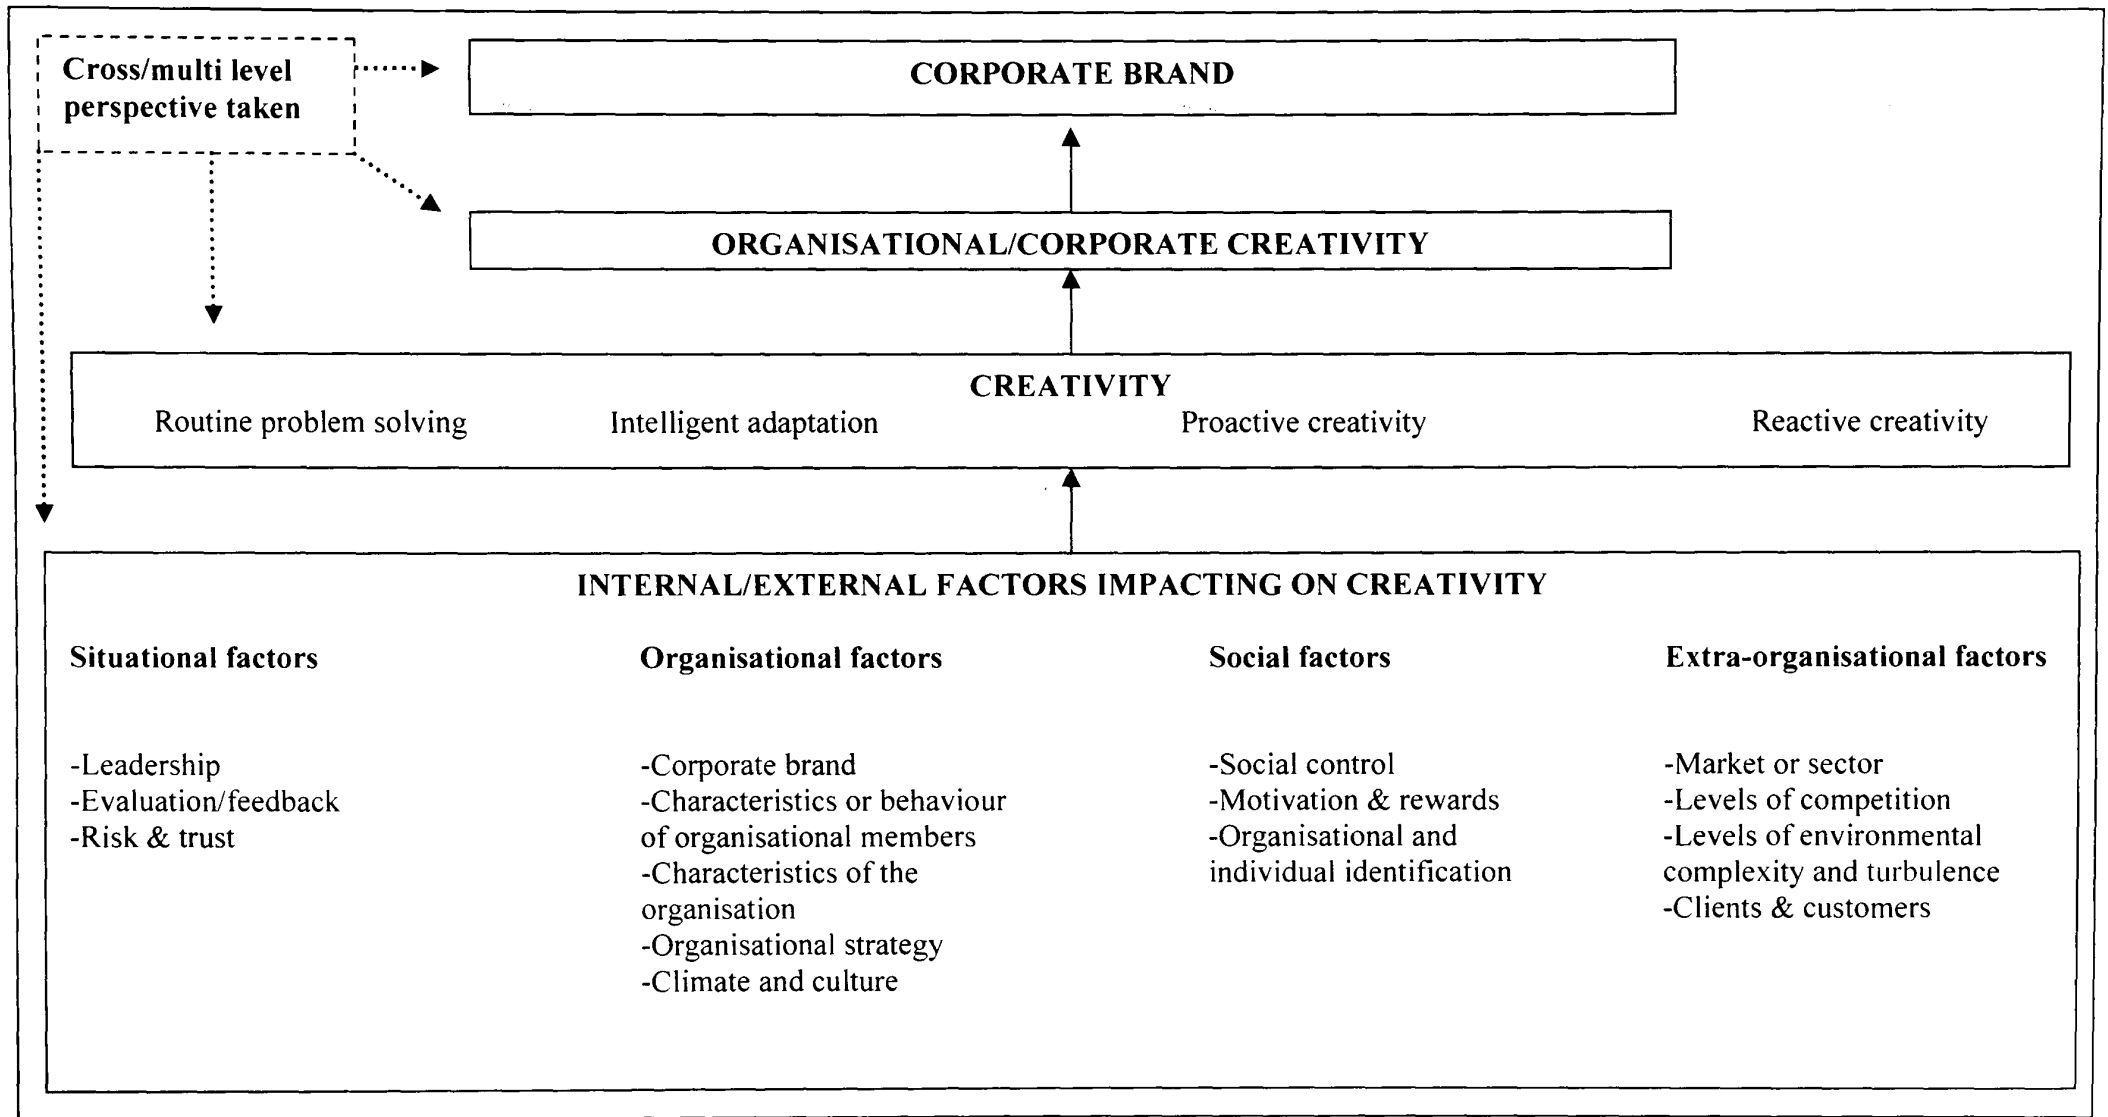 Cross/multi level
perspective taken
CORPORATE BRAND
ORGANISATIONAL/CORPORATE CREATIVITY
CREATIVITY
Routine problem solving
Intelligent adaptation
Proactive creativity
Reactive creativity
INTERNAL/EXTERNAL FACTORS IMPACTING ON CREATIVITY
Situational factors
-Leadership
-Evaluation/feedback
-Risk & trust
Organisational factors
-Corporate brand
-Characteristics or behaviour
of organisational members
-Characteristics of the
organisation
-Organisational strategy
-Climate and culture
Social factors
-Social control
-Motivation & rewards
-Organisational and
individual identification
Extra-organisational factors
-Market or sector
-Levels of competition
-Levels of environmental
complexity and turbulence
-Clients & customers